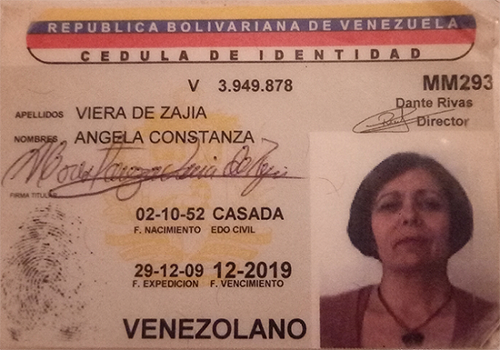 REPUBLICA BOLIVARIANA DE VENEZUELA
CEDULA DE IDENTIDAD
V 3.949.878
MM293
Dante Rivas
Director
APELLIDOS VIERA DE ZAJIA
NOMBRES ANGELA CONSTANZA
FIRMA TITULAR
02-10-52 CASADA
F. NACIMIENTO EDO CIVIL
29-12-09 12-2019
F. EXPEDICION F. VENCIMIENTO
VENEZOLANO